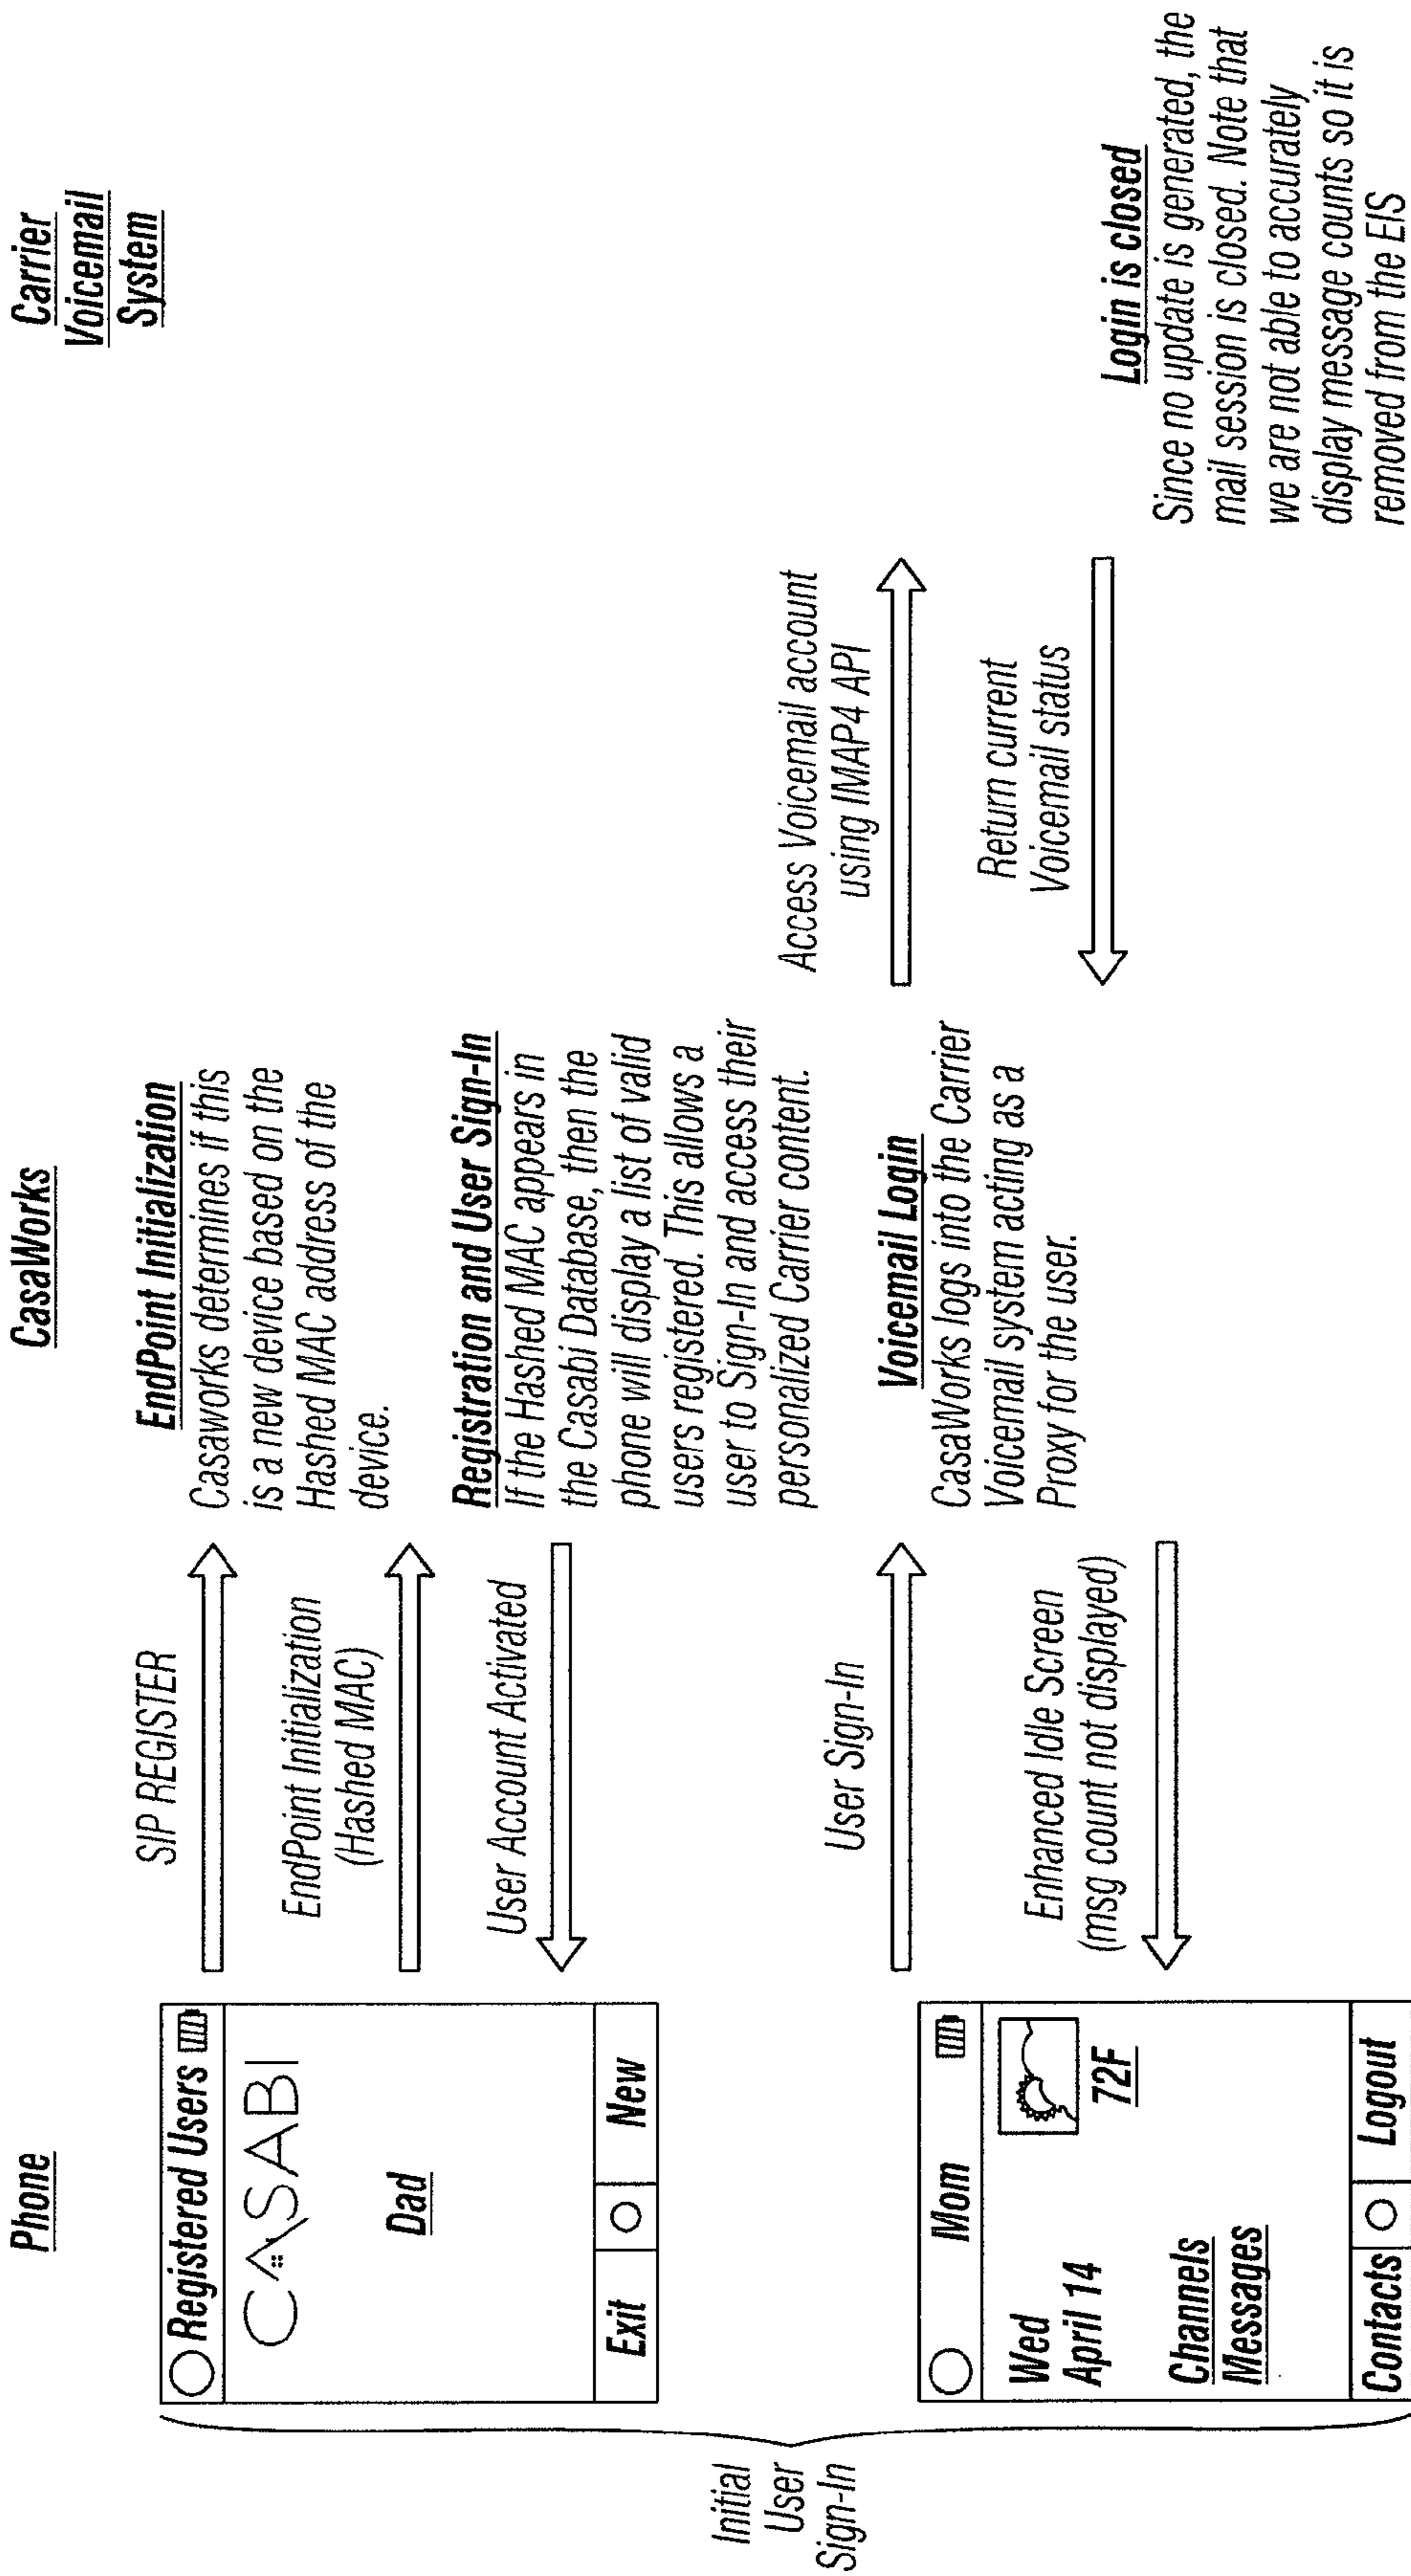 Phone
CasaWorks
Carrier
Voicemail
System
Initial
User
Sign-In
Registered Users
CASABI
Dad
Exit
New
SIP REGISTER
EndPoint Initialization
(Hashed MAC)
User Account Activated
EndPoint Initialization
Casaworks determines if this
is a new device based on the
Hashed MAC address of the
device.
Registration and User Sign-In
If the Hashed MAC appears in
the Casabi Database, then the
phone will display a list of valid
users registered. This allows a
user to Sign-In and access their
personalized Carrier content.
Mom
Wed
April 14
72F
Channels
Messages
Contacts
Logout
User Sign-In
Enhanced Idle Screen
(msg count not displayed)
Voicemail Login
CasaWorks logs into the Carrier
Voicemail system acting as a
Proxy for the user.
Access Voicemail account
using IMAP4 API
Return current
Voicemail status
Login is closed
Since no update is generated, the
mail session is closed. Note that
we are not able to accurately
display message counts so it is
removed from the EIS